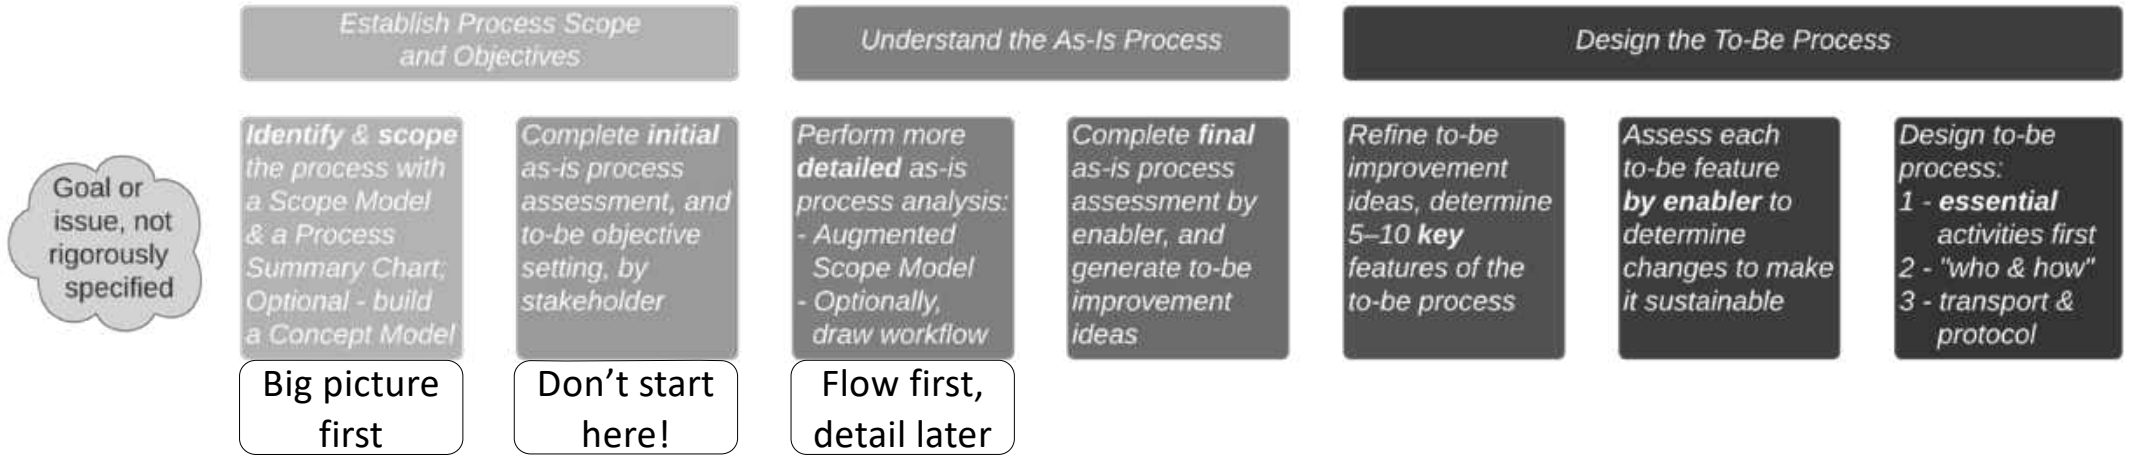 Establish Process Scope
and Objectives
Understand the As-Is Process
Design the To-Be Process
Goal or
issue, not
rigorously
specified
Identify & scope
the process with
a Scope Model
& a Process
Summary Chart;
Optional - build
a Concept Model
Complete initial
as-is process
assessment, and
to-be objective
setting, by
stakeholder
Perform more
detailed as-is
process analysis:
- Augmented
Scope Model
- Optionally,
draw workflow
Complete final
as-is process
assessment by
enabler, and
generate to-be
improvement
ideas
Refine to-be
improvement
ideas, determine
5–10 key
features of the
to-be process
Assess each
to-be feature
by enabler to
determine
changes to make
it sustainable
Design to-be
process:
1 - essential
activities first
2 - "who & how"
3 - transport &
protocol
Big picture
first
Don’t start
here!
Flow first,
detail later